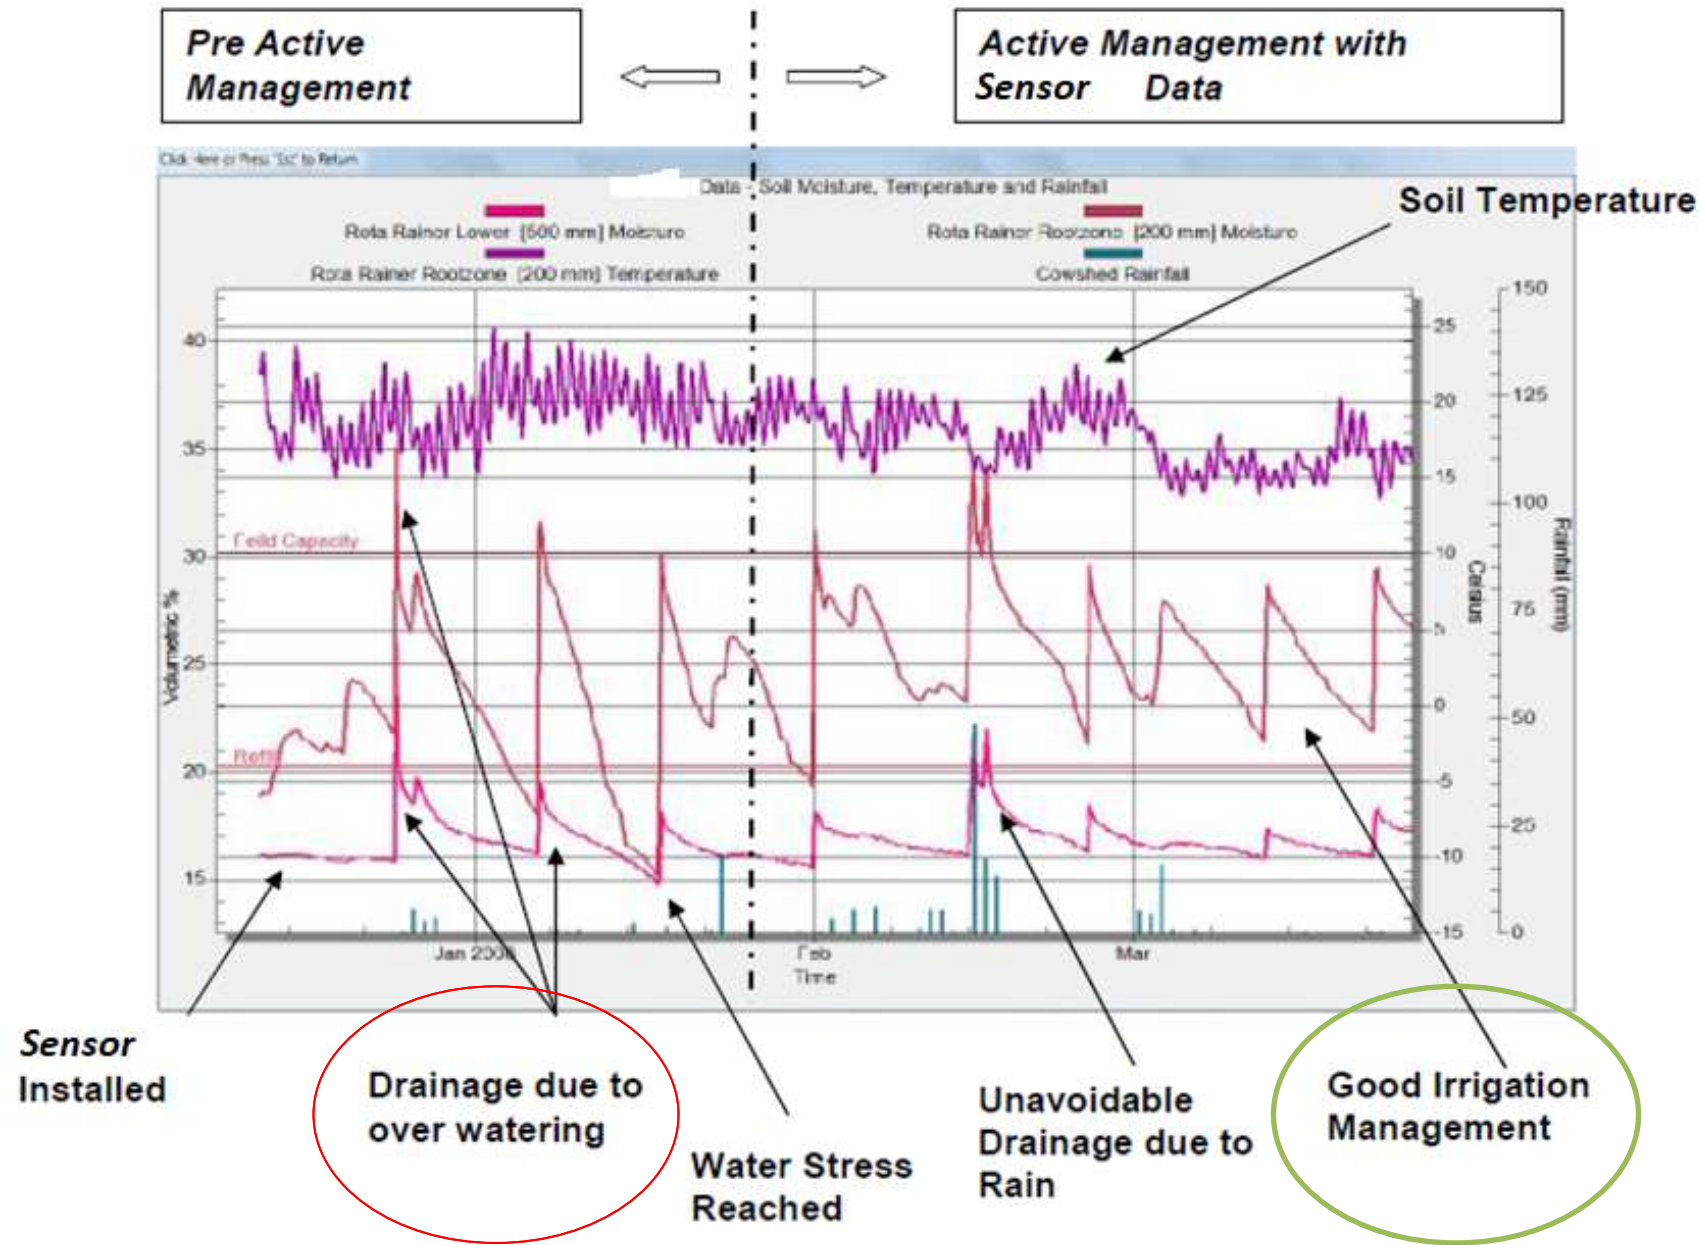 Pre Active
Management
Active Management with
Sensor Data
Click Here or Press 'Esc' to Return
Data - Soil Moisture, Temperature and Rainfall
Soil Temperature
Rota Rainer Lower [500 mm] Moisture
Rota Rainer Rootzone [200 mm] Moisture
Rota Rainer Rootzone [200 mm] Temperature
Cowshed Rainfall
40
35
30
25
20
15
Volumetric %
Feild Capacity
Refill
25
20
15
10
5
0
-5
-10
-15
Celsius
150
125
100
75
50
25
0
Rainfall (mm)
Jan 2008
Feb
Mar
Time
Sensor
Installed
Drainage due to
over watering
Water Stress
Reached
Unavoidable
Drainage due to
Rain
Good Irrigation
Management